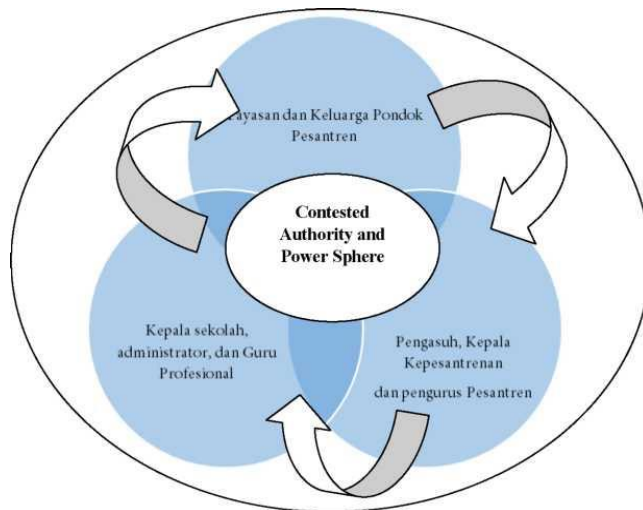 ayasan dan Keluarga Pondok
Pesantren
Contested
Authority and
Power Sphere
Kepala sekolah,
administrator, dan Guru
Profesional
Pengasuh, Kepala
Kepesantrenan
dan pengurus Pesantren